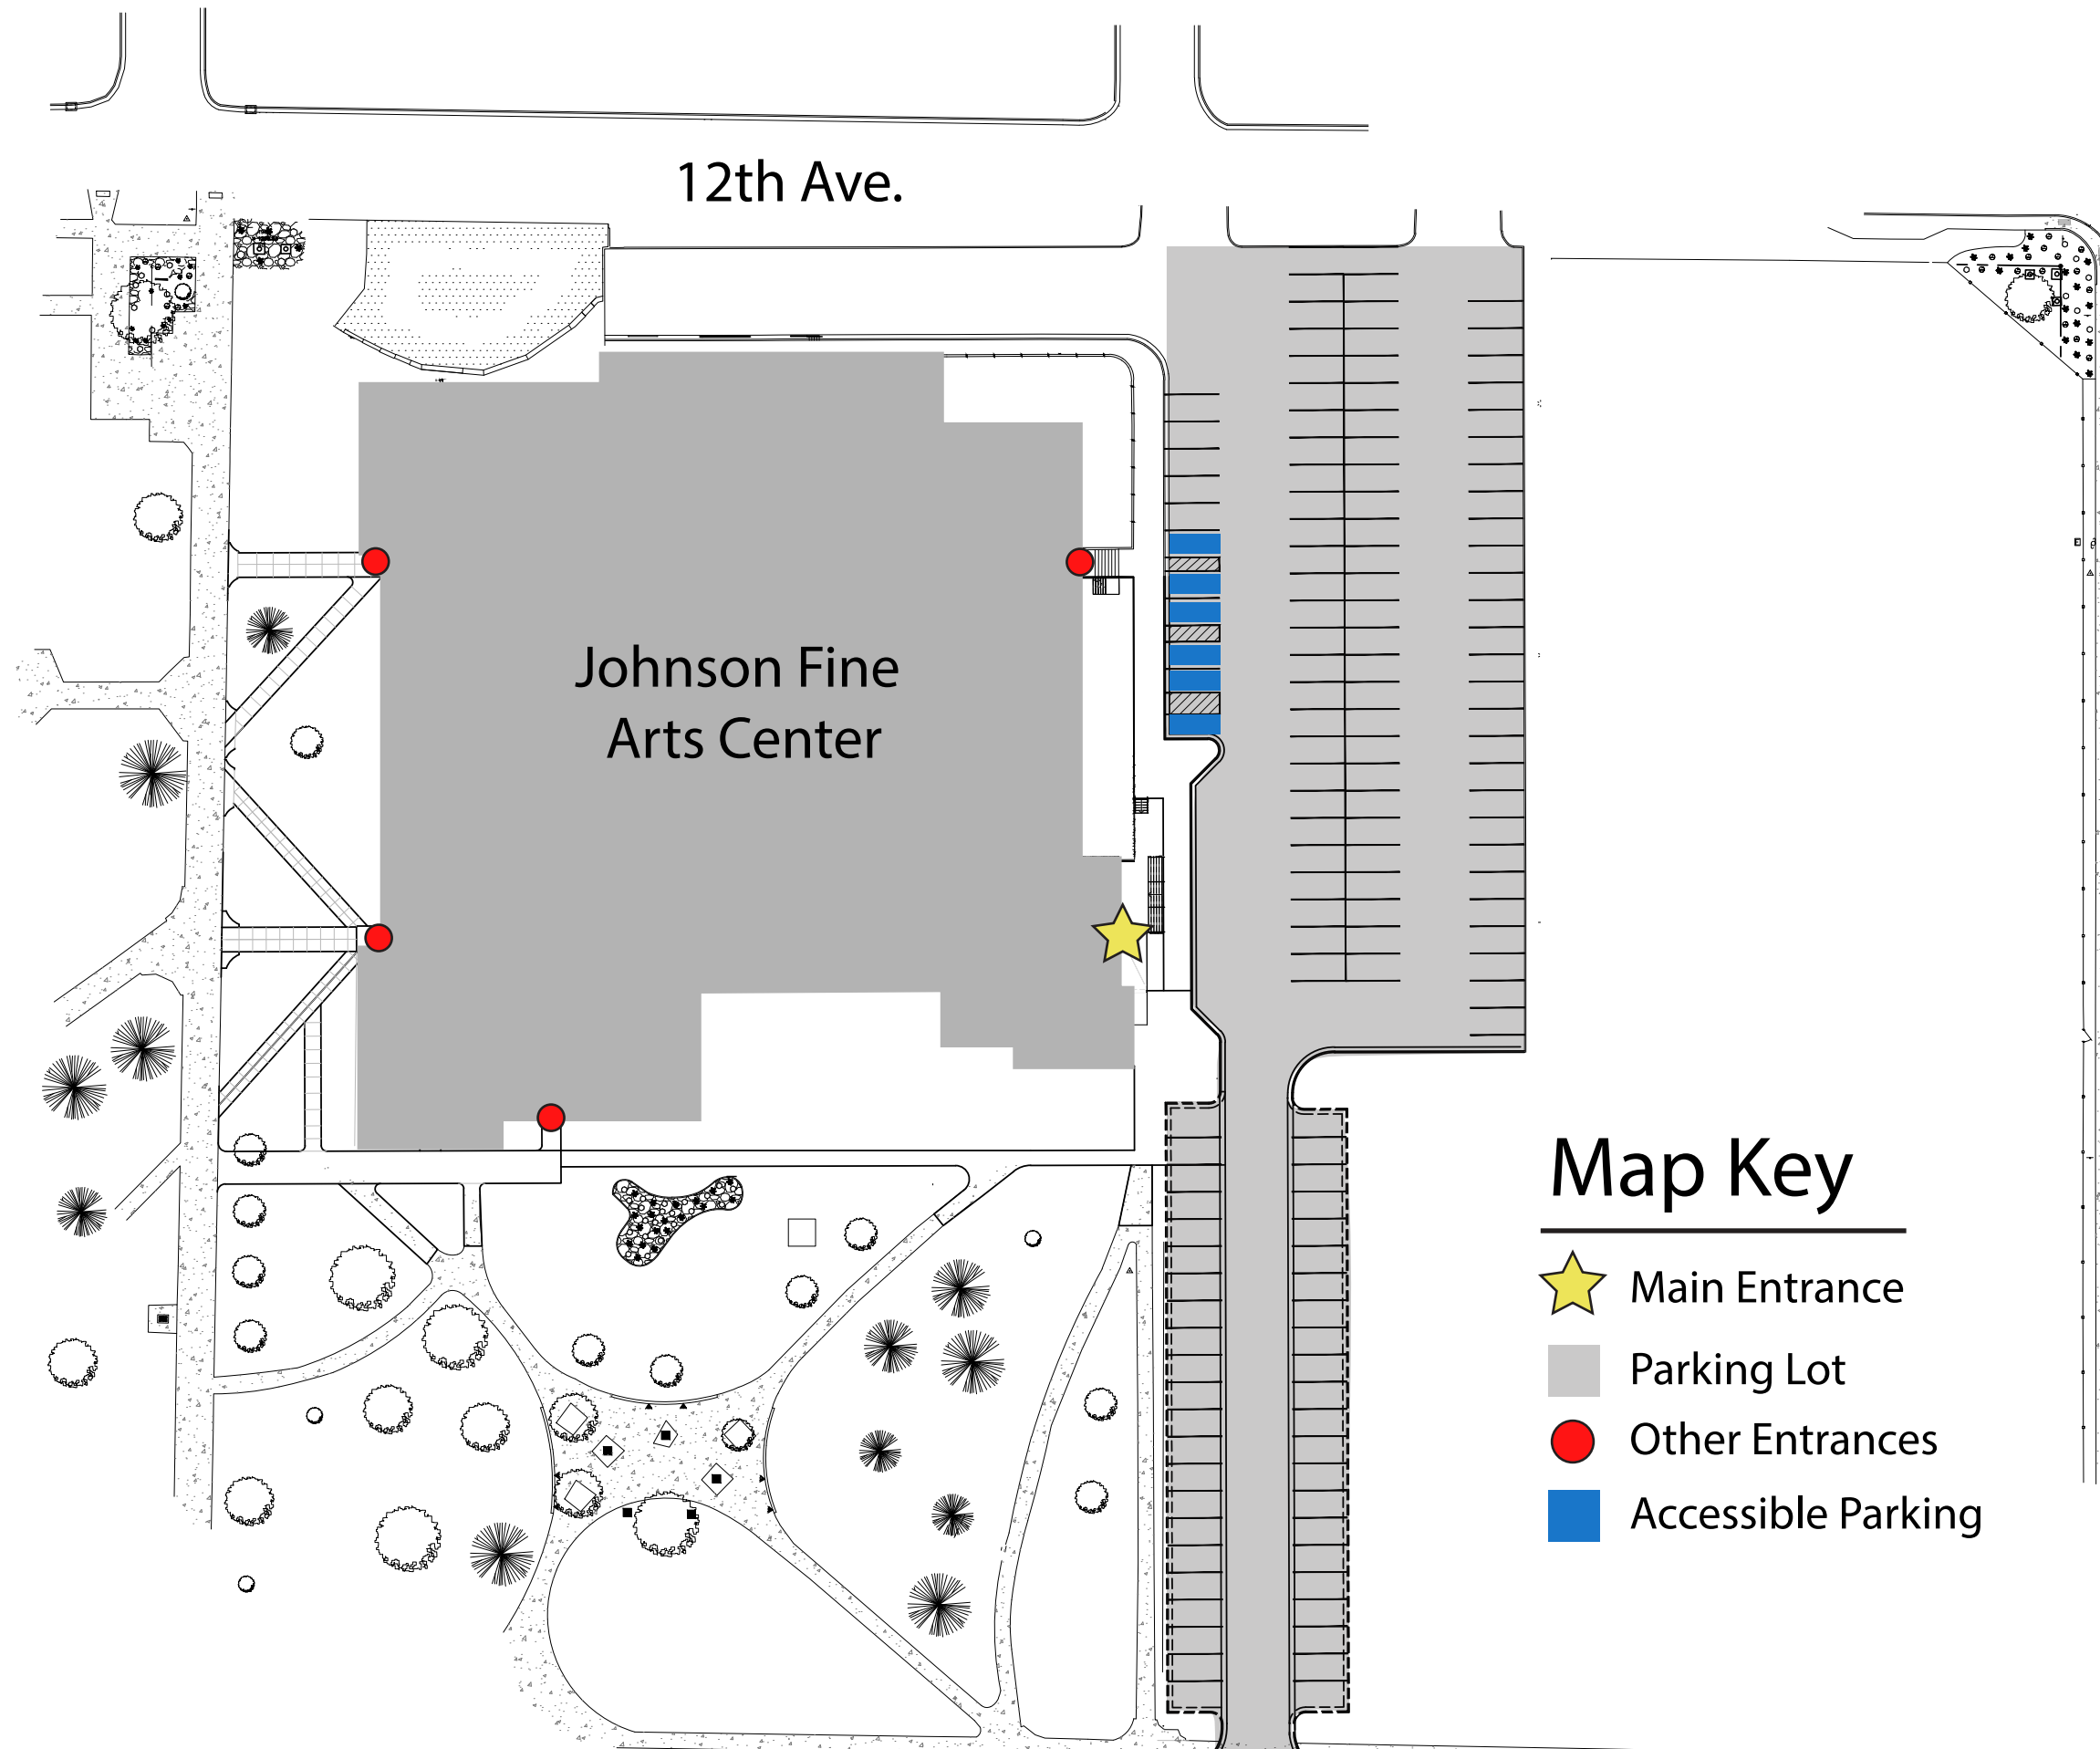 12th Ave.
Johnson Fine
Arts Center
Map Key
Main Entrance
Parking Lot
Other Entrances
Accessible Parking